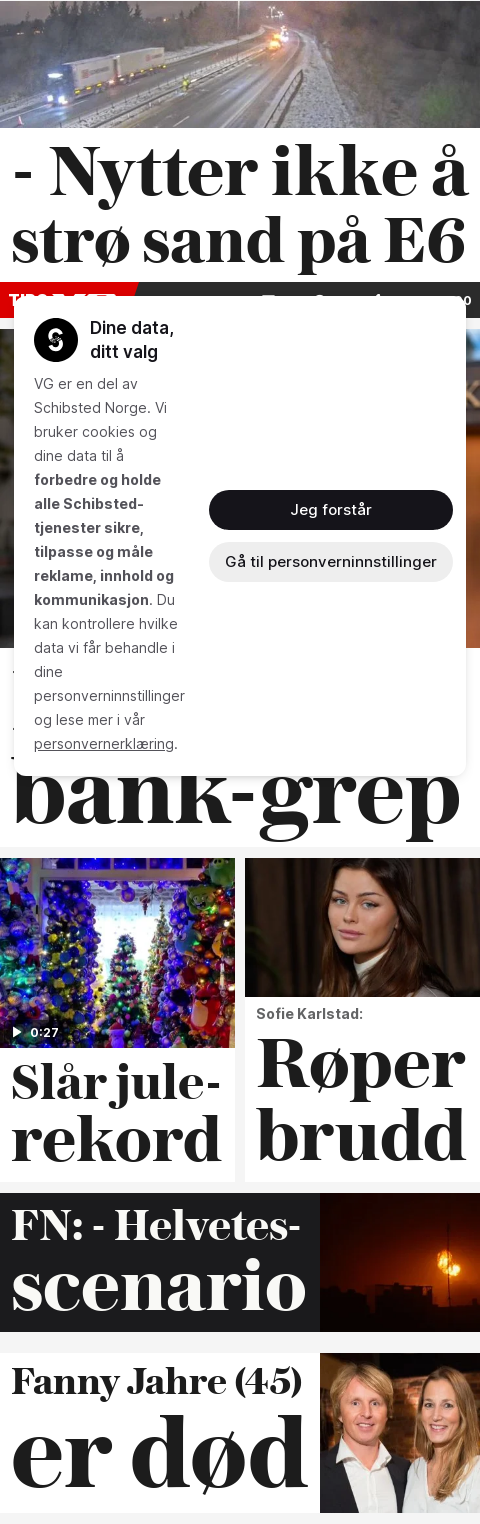 - Nytter ikke å
strø sand på E6
Dine data,
ditt valg
VG er en del av
Schibsted Norge. Vi
bruker cookies og
dine data til å
forbedre og holde
alle Schibsted-
tjenester sikre,
tilpasse og måle
reklame, innhold og
kommunikasjon. Du
kan kontrollere hvilke
data vi får behandle i
dine
personverninnstillinger
og lese mer i vår
personvernerklæring.
Jeg forstår
Gå til personverninnstillinger
bank-grep
0:27
Slår jule-
rekord
Sofie Karlstad:
Røper
brudd
FN: - Helvetes-
scenario
Fanny Jahre (45)
er død